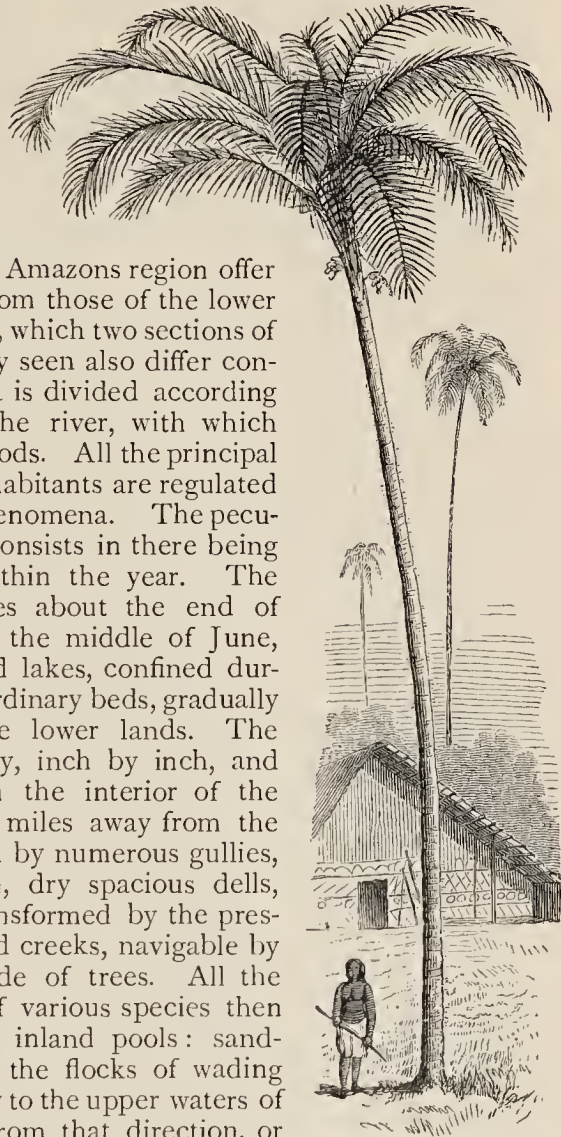 Amazons region offer
om those of the lower
, which two sections of
y seen also differ con-
is divided according
he river, with which
ods. All the principal
habitants are regulated
enomena. The pecu-
onsists in there being
thin the year. The
es about the end of
the middle of June,
d lakes, confined dur-
rdinary beds, gradually
e lower lands. The
y, inch by inch, and
the interior of the
miles away from the
by numerous gullies,
, dry spacious dells,
nsformed by the pres-
d creeks, navigable by
de of trees. All the
f various species then
inland pools: sand-
the flocks of wading
y to the upper waters of
rom that direction, or